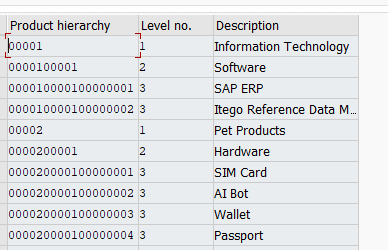 Product hierarchy Level no. Description
00001 1 Information Technology
0000100001 2 Software
000010000100000001 3 SAP ERP
000010000100000002 3 Itego Reference Data M...
00002 1 Pet Products
0000200001 2 Hardware
000020000100000001 3 SIM Card
000020000100000002 3 AI Bot
000020000100000003 3 Wallet
000020000100000004 3 Passport